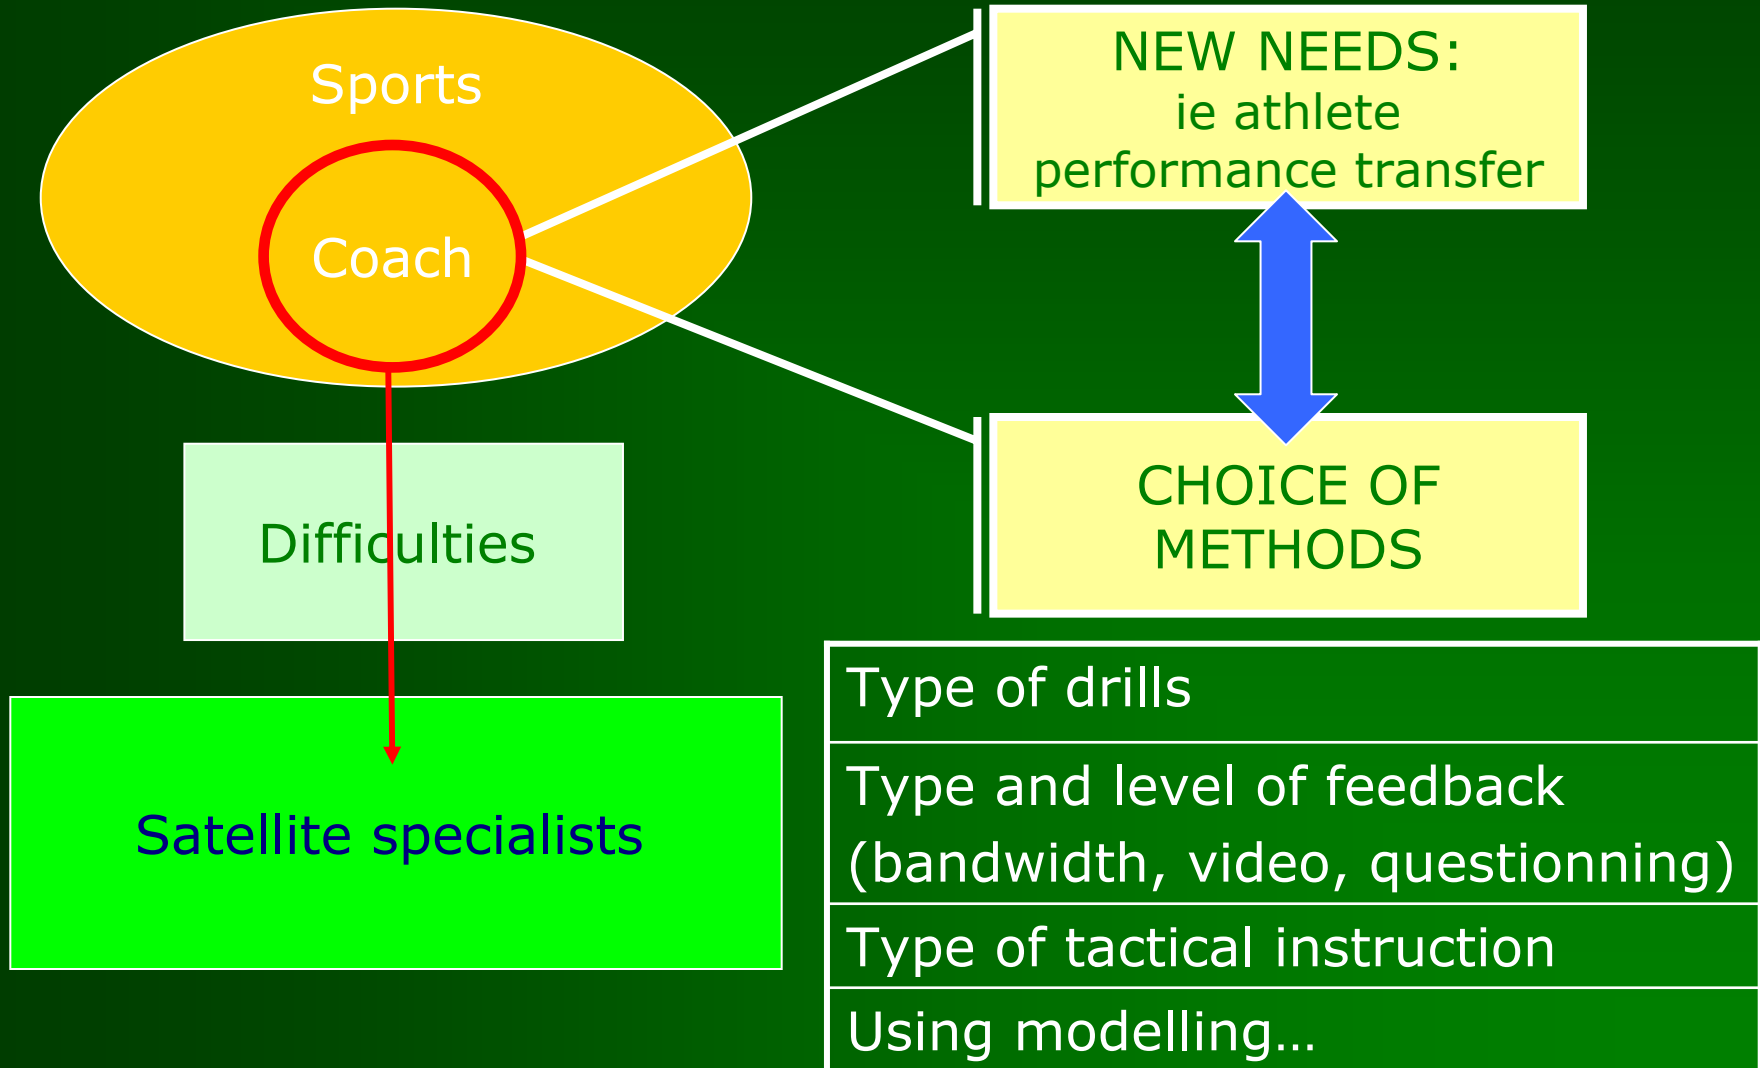 Sports
Coach
NEW NEEDS:
ie athlete
performance transfer
Difficulties
CHOICE OF
METHODS
Satellite specialists
Type of drills
Type and level of feedback
(bandwidth, video, questionning)
Type of tactical instruction
Using modelling…